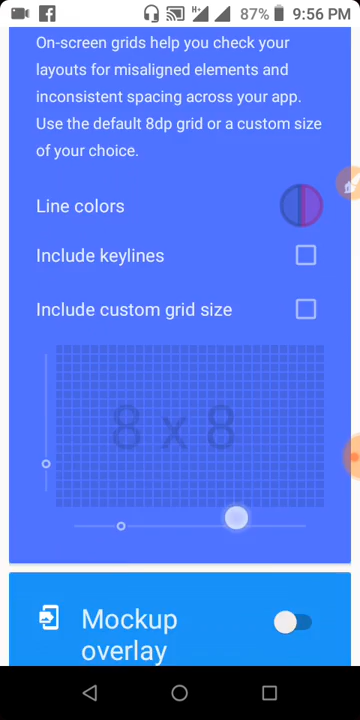 H+ 87% 9:56 PM
On-screen grids help you check your
layouts for misaligned elements and
inconsistent spacing across your app.
Use the default 8dp grid or a custom size
of your choice.
Line colors
Include keylines
Include custom grid size
8 x 8
Mockup
overlay